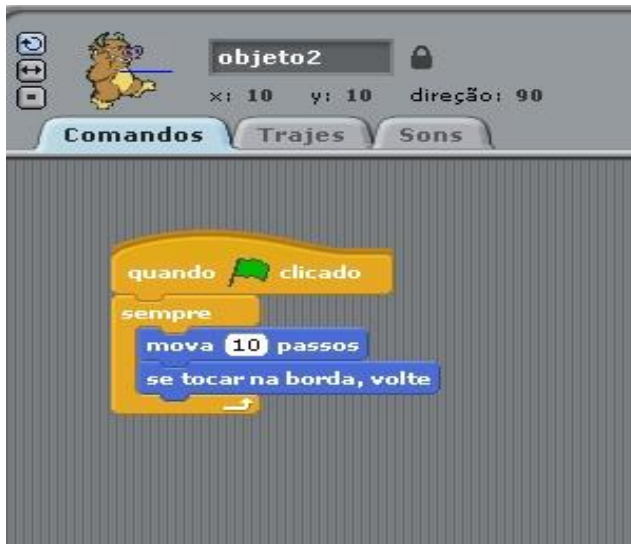 objeto2
x: 10 y: 10 direção: 90
Comandos Trajes Sons
quando clicado
sempre
mova 10 passos
se tocar na borda, volte